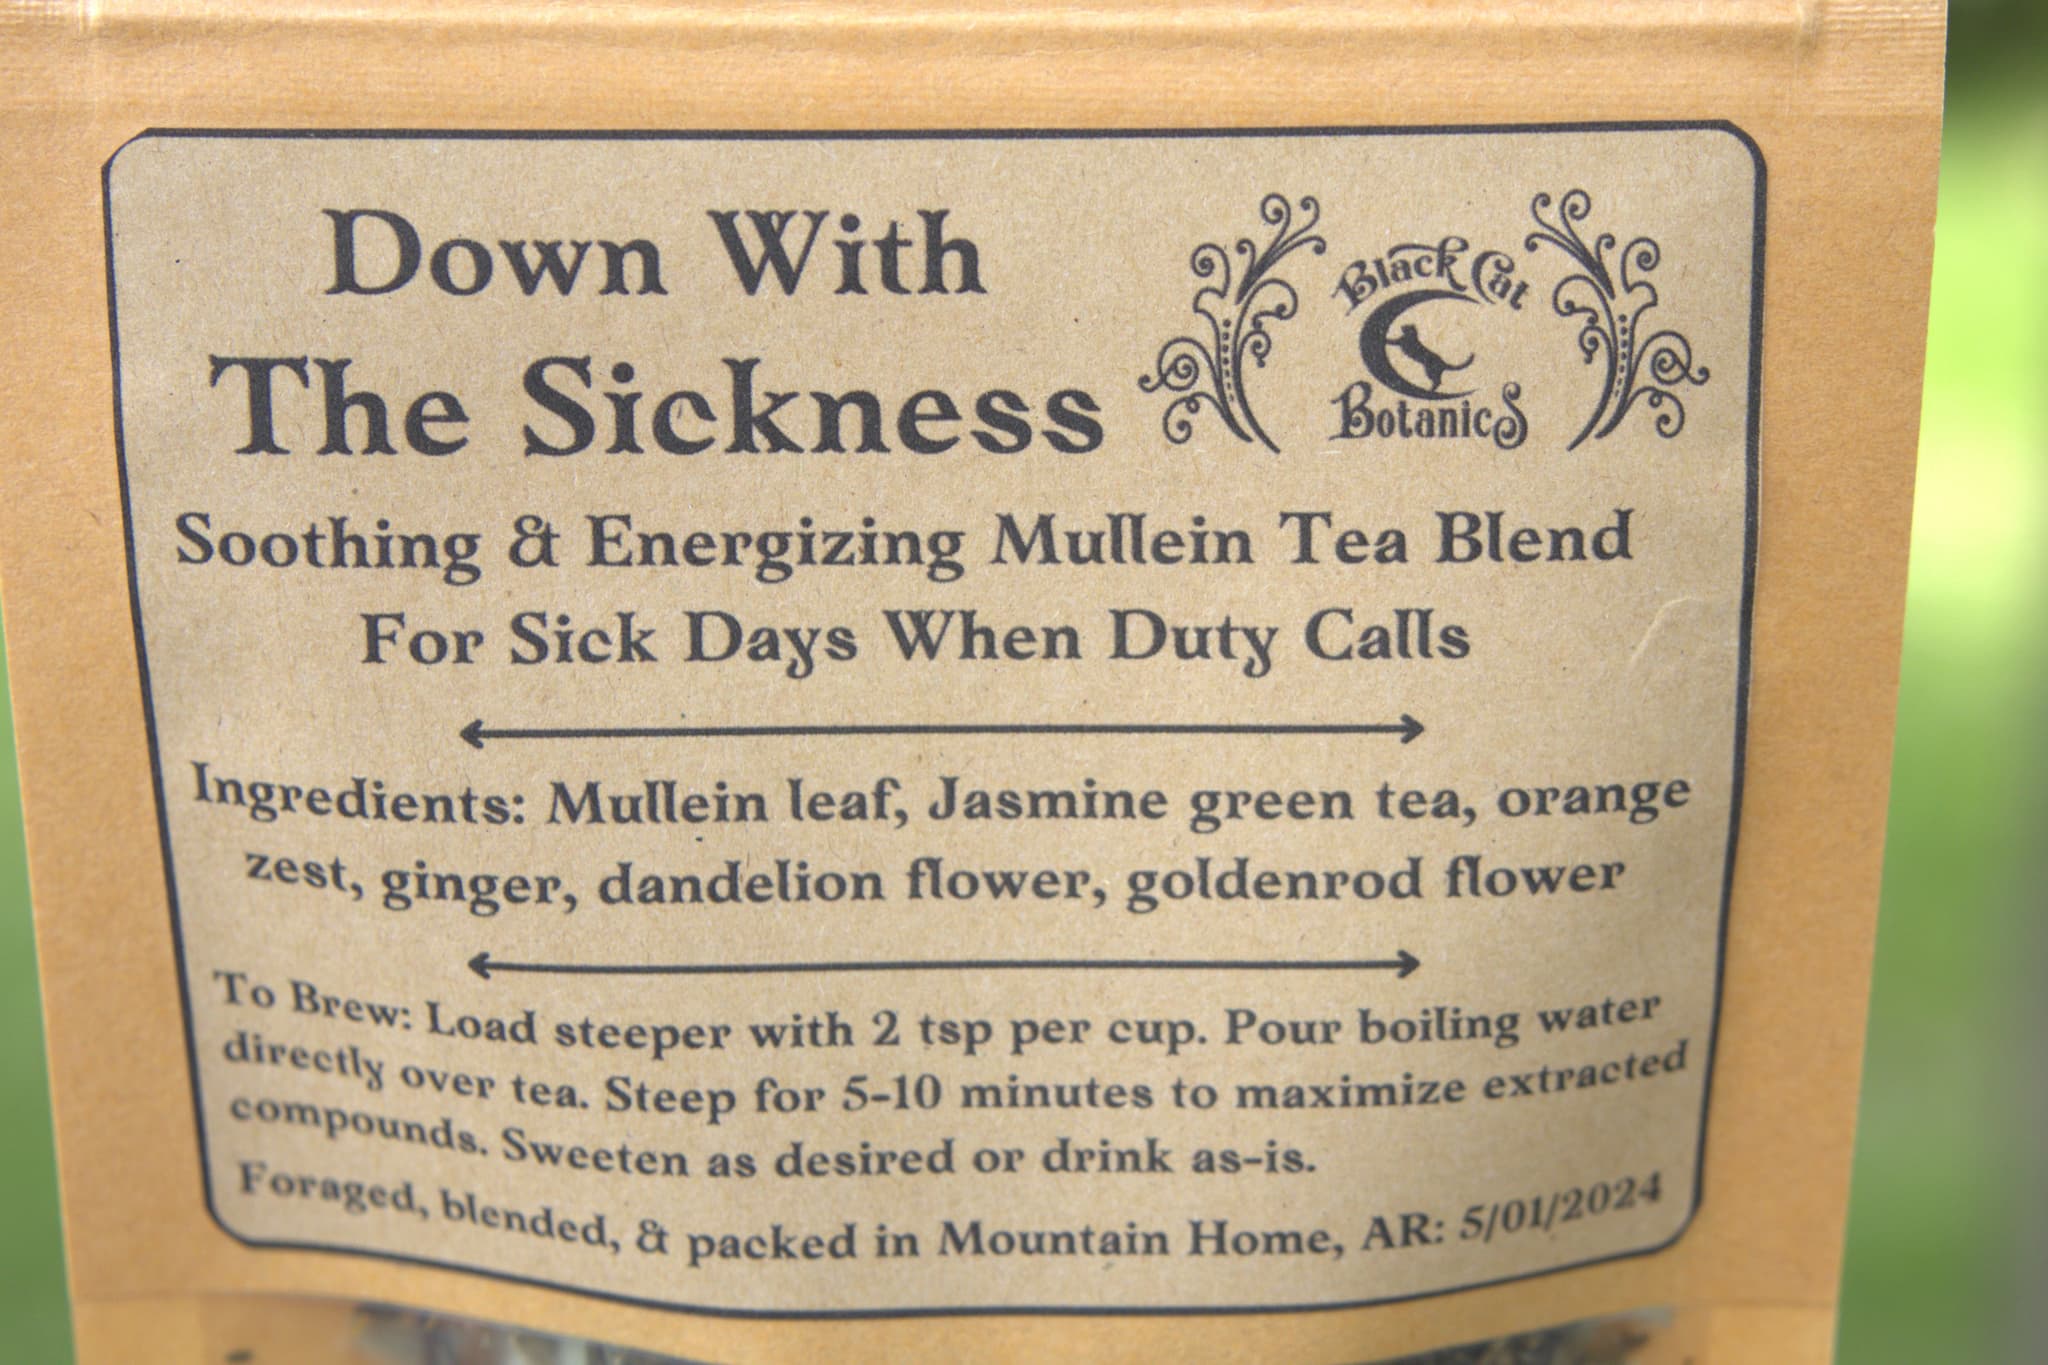 Down With
The Sickness
Black Cat
Botanics
Soothing & Energizing Mullein Tea Blend
For Sick Days When Duty Calls
Ingredients: Mullein leaf, Jasmine green tea, orange
zest, ginger, dandelion flower, goldenrod flower
To Brew: Load steeper with 2 tsp per cup. Pour boiling water
directly over tea. Steep for 5-10 minutes to maximize extracted
compounds. Sweeten as desired or drink as-is.
Foraged, blended, & packed in Mountain Home, AR: 5/01/2024